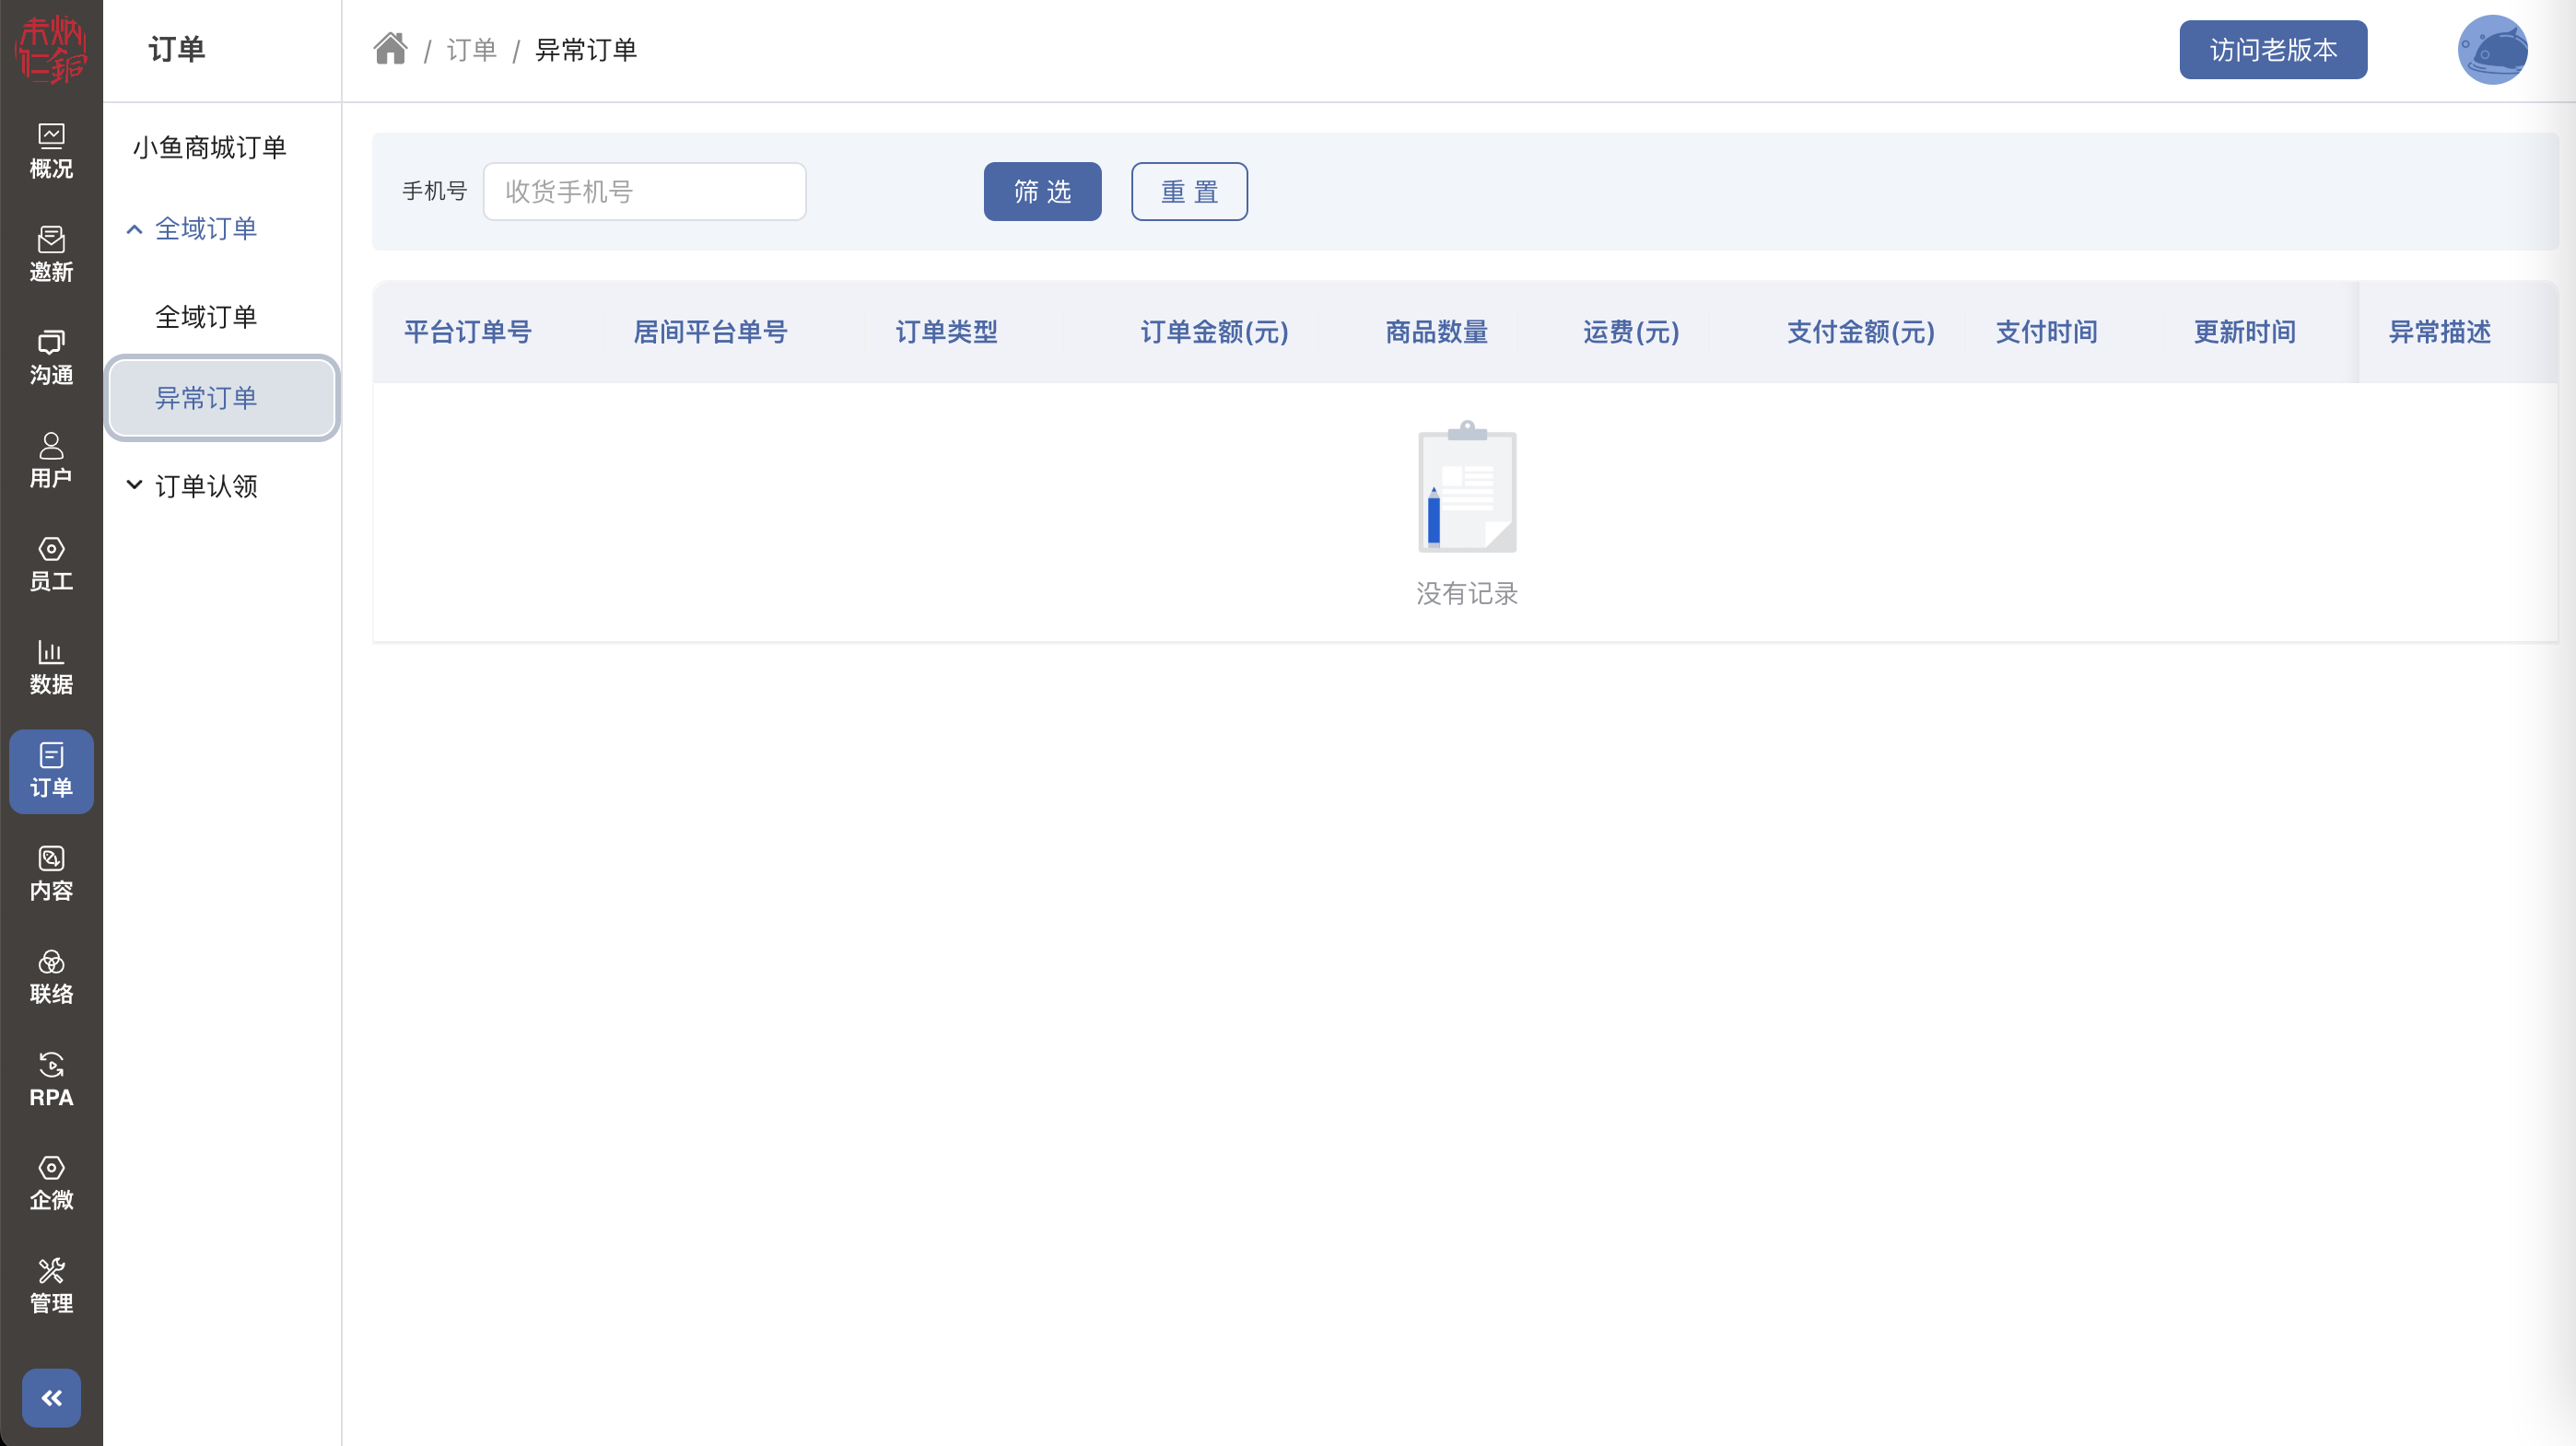 概况
邀新
沟通
用户
员工
数据
订单
内容
联络
RPA
企微
管理
订单
小鱼商城订单
全域订单
全域订单
异常订单
订单认领
/ 订单 / 异常订单
访问老版本
手机号 收货手机号 筛选 重置
平台订单号 居间平台单号 订单类型 订单金额(元) 商品数量 运费(元) 支付金额(元) 支付时间 更新时间 异常描述
没有记录